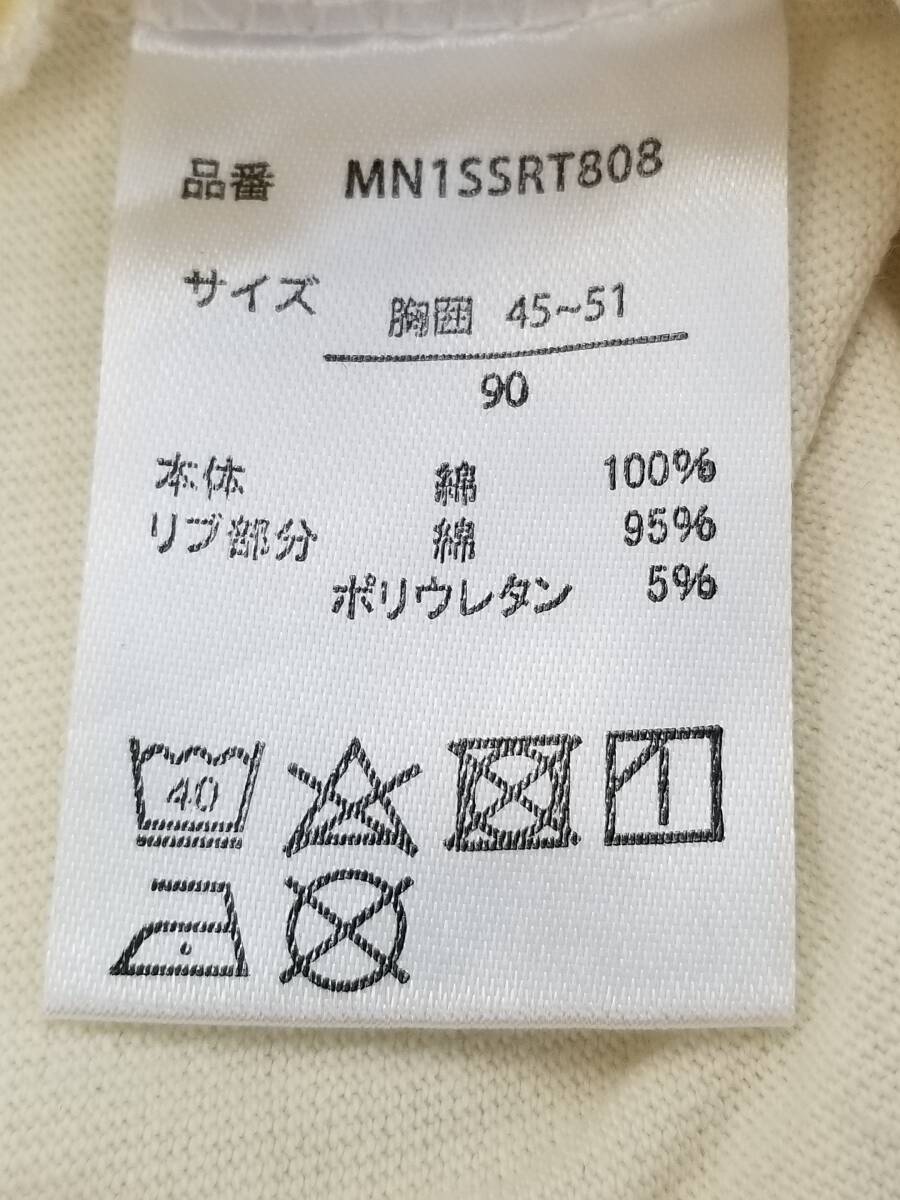 品番 MN1SSRT808
サイズ 胸囲 45~51
90
本体 綿 100%
リブ部分 綿 95%
ポリウレタン 5%
40